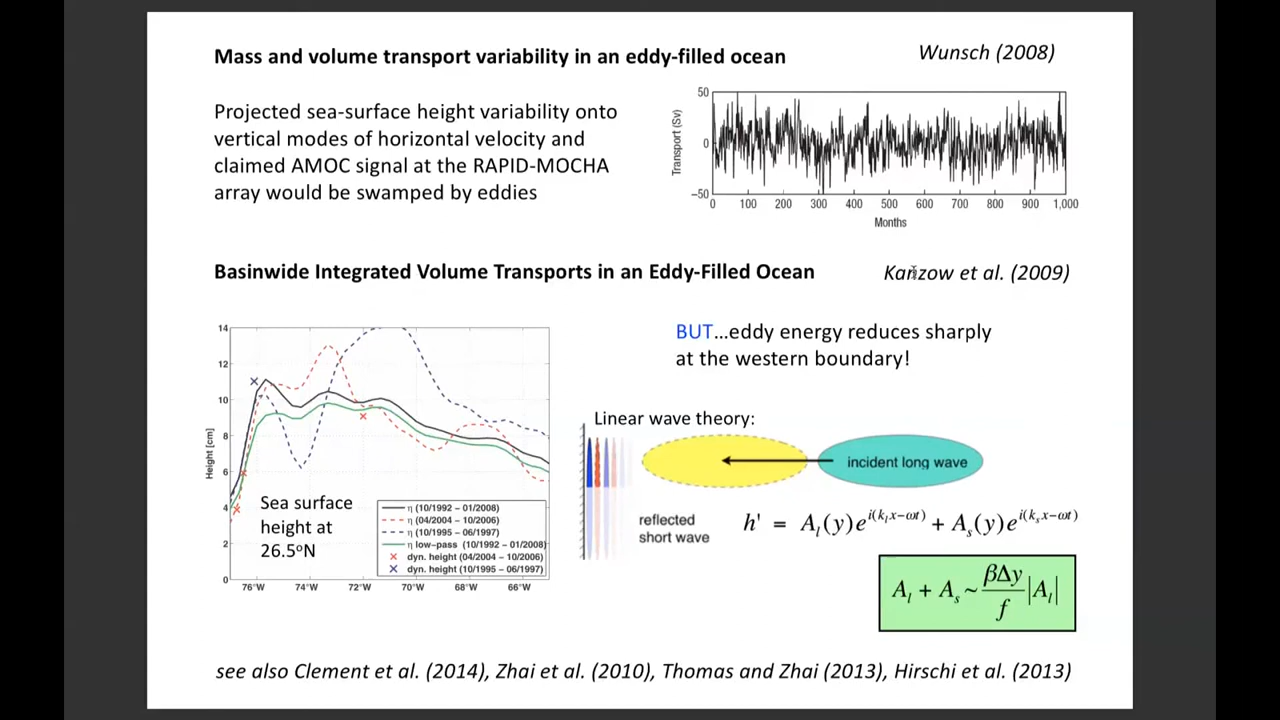 Mass and volume transport variability in an eddy-filled ocean
Wunsch (2008)
Projected sea-surface height variability onto
vertical modes of horizontal velocity and
claimed AMOC signal at the RAPID-MOCHA
array would be swamped by eddies
Transport (Sv)
50
0
−50
0 100 200 300 400 500 600 700 800 900 1,000
Months
Basinwide Integrated Volume Transports in an Eddy-Filled Ocean
Kanzow et al. (2009)
Height [cm]
14
12
10
8
6
4
2
0
76°W 74°W 72°W 70°W 68°W 66°W
Sea surface
height at
26.5°N
η (10/1992 − 01/2008)
η (04/2004 − 10/2006)
η (10/1995 − 06/1997)
η low−pass (10/1992 −01/2008)
dyn. height (04/2004 − 10/2006)
dyn. height (10/1995 − 06/1997)
BUT…eddy energy reduces sharply
at the western boundary!
Linear wave theory:
incident long wave
reflected
short wave
h' = A_l(y)e^{i(k_l x−ωt)} + A_s(y)e^{i(k_s x−ωt)}
A_l + A_s ~ βΔy/f |A_l|
see also Clement et al. (2014), Zhai et al. (2010), Thomas and Zhai (2013), Hirschi et al. (2013)